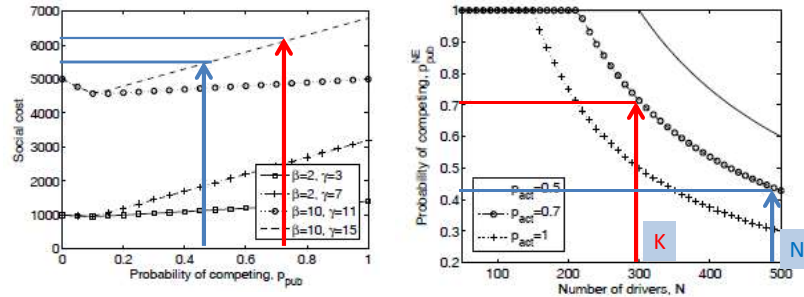 7000
6000
5000
4000
3000
2000
1000
0
Social cost
0 0.2 0.4 0.6 0.8 1
Probability of competing, p_pub
β=2, γ=3
β=2, γ=7
β=10, γ=11
β=10, γ=15
1
0.9
0.8
0.7
0.6
0.5
0.4
0.3
0.2
Probability of competing, p_pub^NE
100 200 300 400 500
Number of drivers, N
p_act=0.5
p_act=0.7
p_act=1
K
N